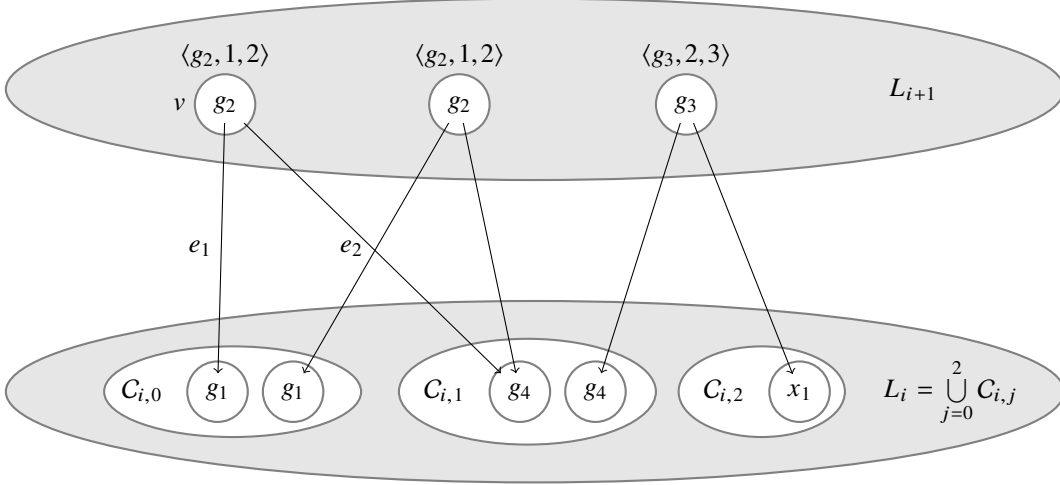 ⟨g₂, 1, 2⟩ ⟨g₂, 1, 2⟩ ⟨g₃, 2, 3⟩
v g₂ g₂ g₃ Lᵢ₊₁
e₁ e₂
C_{i,0} g₁ g₁ C_{i,1} g₄ g₄ C_{i,2} x₁ L_i = ⋃_{j=0}^{2} C_{i,j}